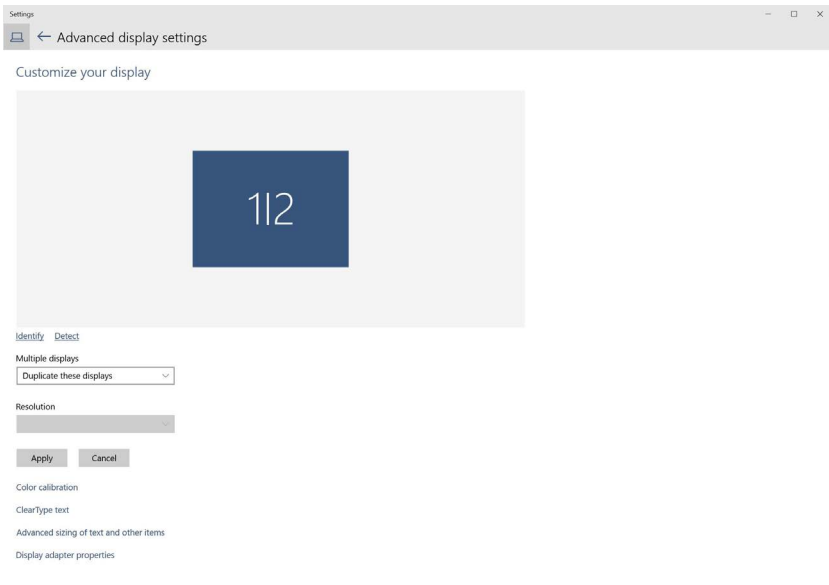 Settings
Advanced display settings
Customize your display
1|2
Identify Detect
Multiple displays
Duplicate these displays
Resolution
Apply Cancel
Color calibration
ClearType text
Advanced sizing of text and other items
Display adapter properties